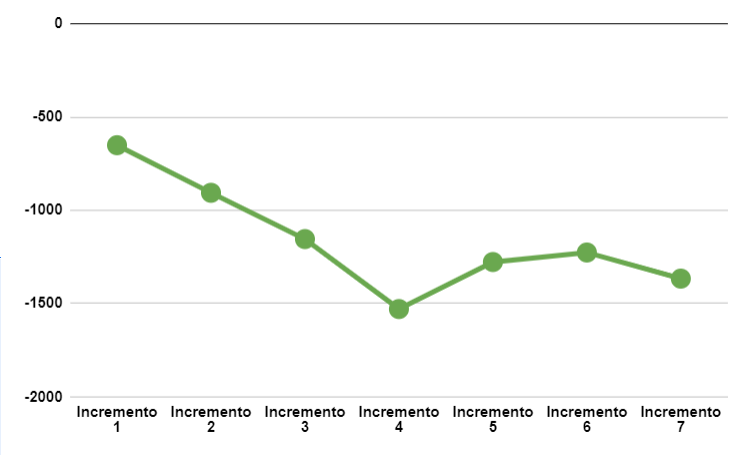 0
-500
-1000
-1500
-2000
Incremento 1
Incremento 2
Incremento 3
Incremento 4
Incremento 5
Incremento 6
Incremento 7